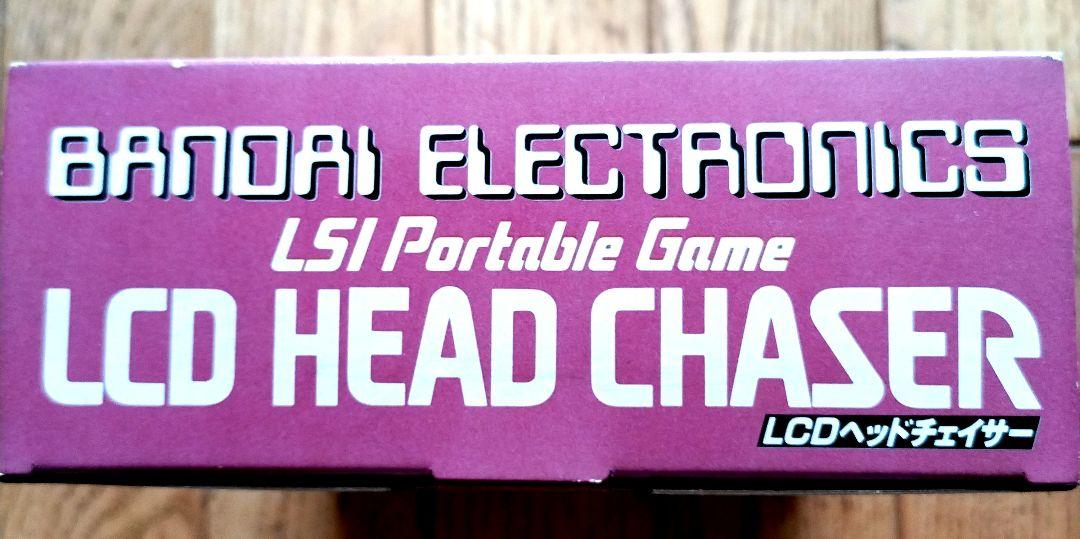 BANDAI ELECTRONICS
LSI Portable Game
LCD HEAD CHASER
LCDヘッドチェイサー